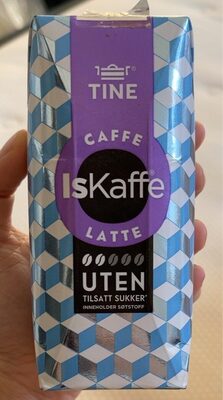 TINE
CAFFE
IsKaffe
LATTE
UTEN
TILSATT SUKKER*
INNEHOLDER SØTSTOFF